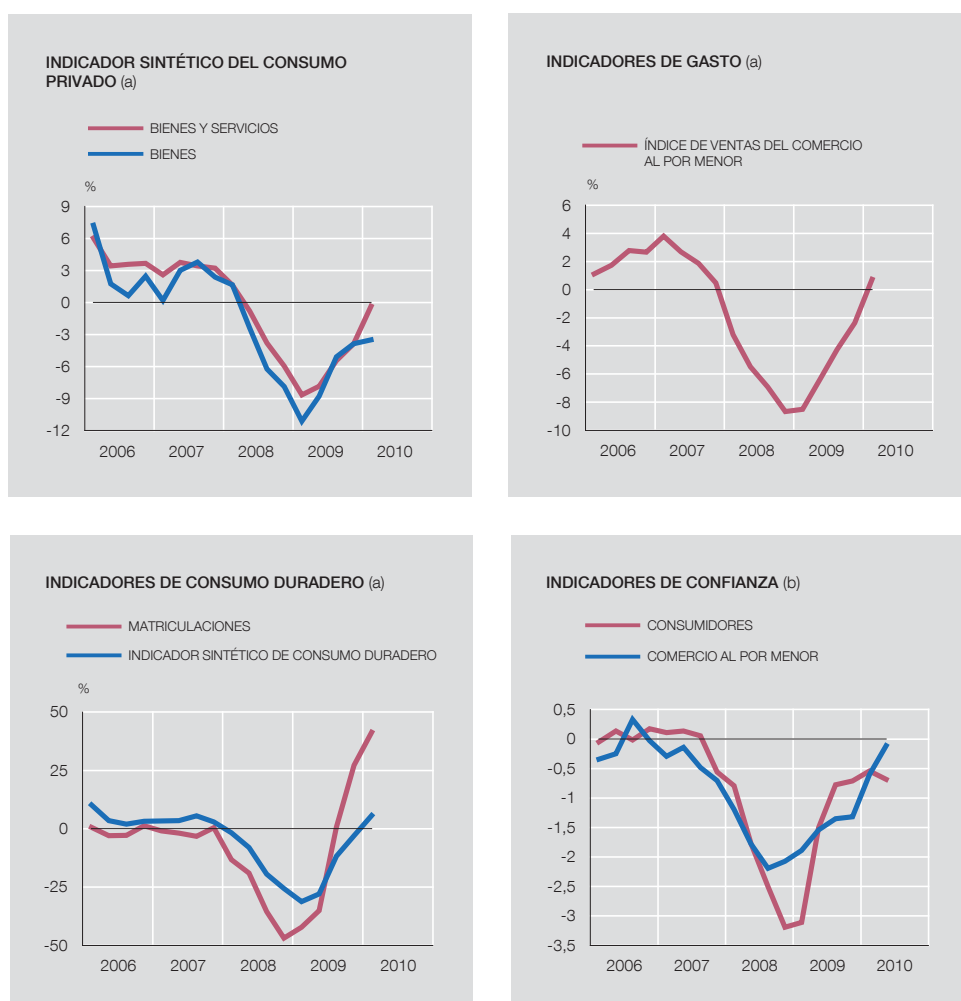 INDICADOR SINTÉTICO DEL CONSUMO
PRIVADO (a)
BIENES Y SERVICIOS
BIENES
%
9
6
3
0
-3
-6
-9
-12
2006 2007 2008 2009 2010
INDICADORES DE GASTO (a)
ÍNDICE DE VENTAS DEL COMERCIO
AL POR MENOR
%
6
4
2
0
-2
-4
-6
-8
-10
2006 2007 2008 2009 2010
INDICADORES DE CONSUMO DURADERO (a)
MATRICULACIONES
INDICADOR SINTÉTICO DE CONSUMO DURADERO
%
50
25
0
-25
-50
2006 2007 2008 2009 2010
INDICADORES DE CONFIANZA (b)
CONSUMIDORES
COMERCIO AL POR MENOR
0,5
0
-0,5
-1
-1,5
-2
-2,5
-3
-3,5
2006 2007 2008 2009 2010